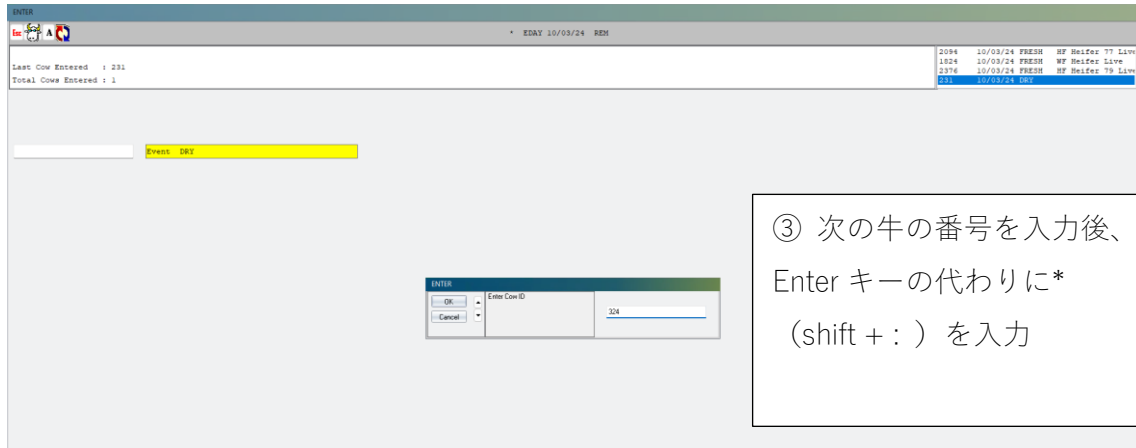 ENTER
Esc A
* EDAY 10/03/24 REM
Last Cow Entered : 231
Total Cows Entered : 1
2094 10/03/24 FRESH HF Heifer 77 Live
1824 10/03/24 FRESH WF Heifer Live
2376 10/03/24 FRESH HF Heifer 79 Live
231 10/03/24 DRY
Event DRY
ENTER
OK
Cancel
Enter Cow ID
324
③ 次の牛の番号を入力後、
Enter キーの代わりに*
(shift + : ) を入力